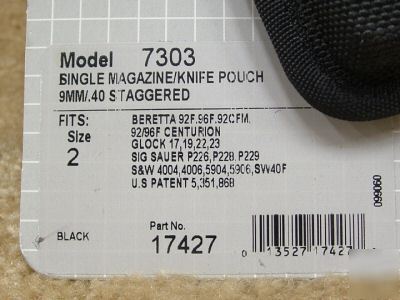 Model 7303
SINGLE MAGAZINE/KNIFE POUCH
9MM/.40 STAGGERED
FITS:
Size
2
BERETTA 92F.96F.92CFM.
92/96F CENTURION
GLOCK 17,19,22,23
SIG SAUER P226,P228,P229
S&W 4004,4006,5904,5906,SW40F
U.S PATENT 5,351,868
099060
BLACK
Part No.
17427
0 13527 17427